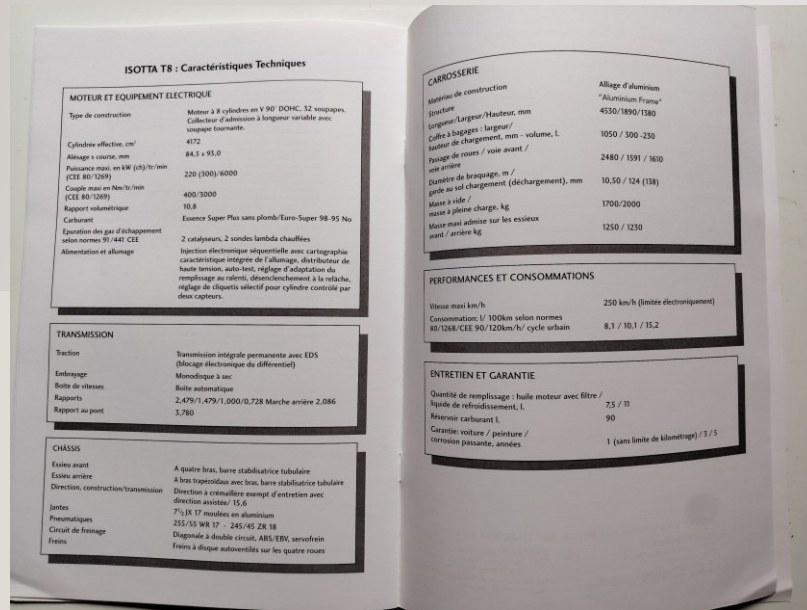 ISOTTA T8 : Caractéristiques Techniques
MOTEUR ET EQUIPEMENT ELECTRIQUE
Type de construction
Moteur à 8 cylindres en V 90° DOHC, 32 soupapes.
Collecteur d'admission à longueur variable avec
soupape tournante.
Cylindrée effective, cm³
4172
Alésage x course, mm
84,5 x 93,0
Puissance maxi, en kW (ch)/tr/min
(CEE 80/1269)
220 (300)/6000
Couple maxi en Nm/tr/min
(CEE 80/1269)
400/3000
Rapport volumétrique
10,8
Carburant
Essence Super Plus sans plomb/Euro-Super 98-95 No
Epuration des gaz d'échappement
selon normes 91/441 CEE
2 catalyseurs, 2 sondes lambda chauffées
Alimentation et allumage
Injection électronique séquentielle avec cartographie
caractéristique intégrée de l'allumage, distributeur de
haute tension, auto-test, réglage d'adaptation du
remplissage au ralenti, désenclenchement à la relâche,
réglage de cliquetis sélectif pour cylindre contrôlé par
deux capteurs.
TRANSMISSION
Traction
Transmission intégrale permanente avec EDS
(blocage électronique du différentiel)
Embrayage
Monodisque à sec
Boite de vitesses
Boite automatique
Rapports
2,479/1,479/1,000/0,728 Marche arrière 2,086
Rapport au pont
3,780
CHÂSSIS
Essieu avant
A quatre bras, barre stabilisatrice tubulaire
Essieu arrière
A bras trapézoïdaux avec bras, barre stabilisatrice tubulaire
Direction, construction/transmission
Direction à crémaillère exempt d'entretien avec
direction assistée/ 15,6
Jantes
7½ JX 17 moulées en aluminium
Pneumatiques
255/55 WR 17 - 245/45 ZR 18
Circuit de freinage
Diagonale à double circuit, ABS/EBV, servofrein
Freins
Freins à disque autoventilés sur les quatre roues
CARROSSERIE
Matériau de construction
Alliage d'aluminium
Structure
"Aluminium Frame"
Longueur/Largeur/Hauteur, mm
4530/1890/1380
Coffre à bagages : largeur/
hauteur de chargement, mm - volume, l.
1050 / 300 -230
Passage de roues / voie avant /
voie arrière
2480 / 1591 / 1610
Diamètre de braquage, m /
garde au sol chargement (déchargement), mm
10,50 / 124 (138)
Masse à vide /
masse à pleine charge, kg
1700/2000
Masse maxi admise sur les essieux
avant / arrière kg
1250 / 1230
PERFORMANCES ET CONSOMMATIONS
Vitesse maxi km/h
250 km/h (limitée électroniquement)
Consommation: l/ 100km selon normes
80/1268/CEE 90/120km/h/ cycle urbain
8,1 / 10,1 / 15,2
ENTRETIEN ET GARANTIE
Quantité de remplissage : huile moteur avec filtre /
liquide de refroidissement, l.
7,5 / 11
Réservoir carburant l.
90
Garantie: voiture / peinture /
corrosion passante, années
1 (sans limite de kilométrage) / 3 / 5